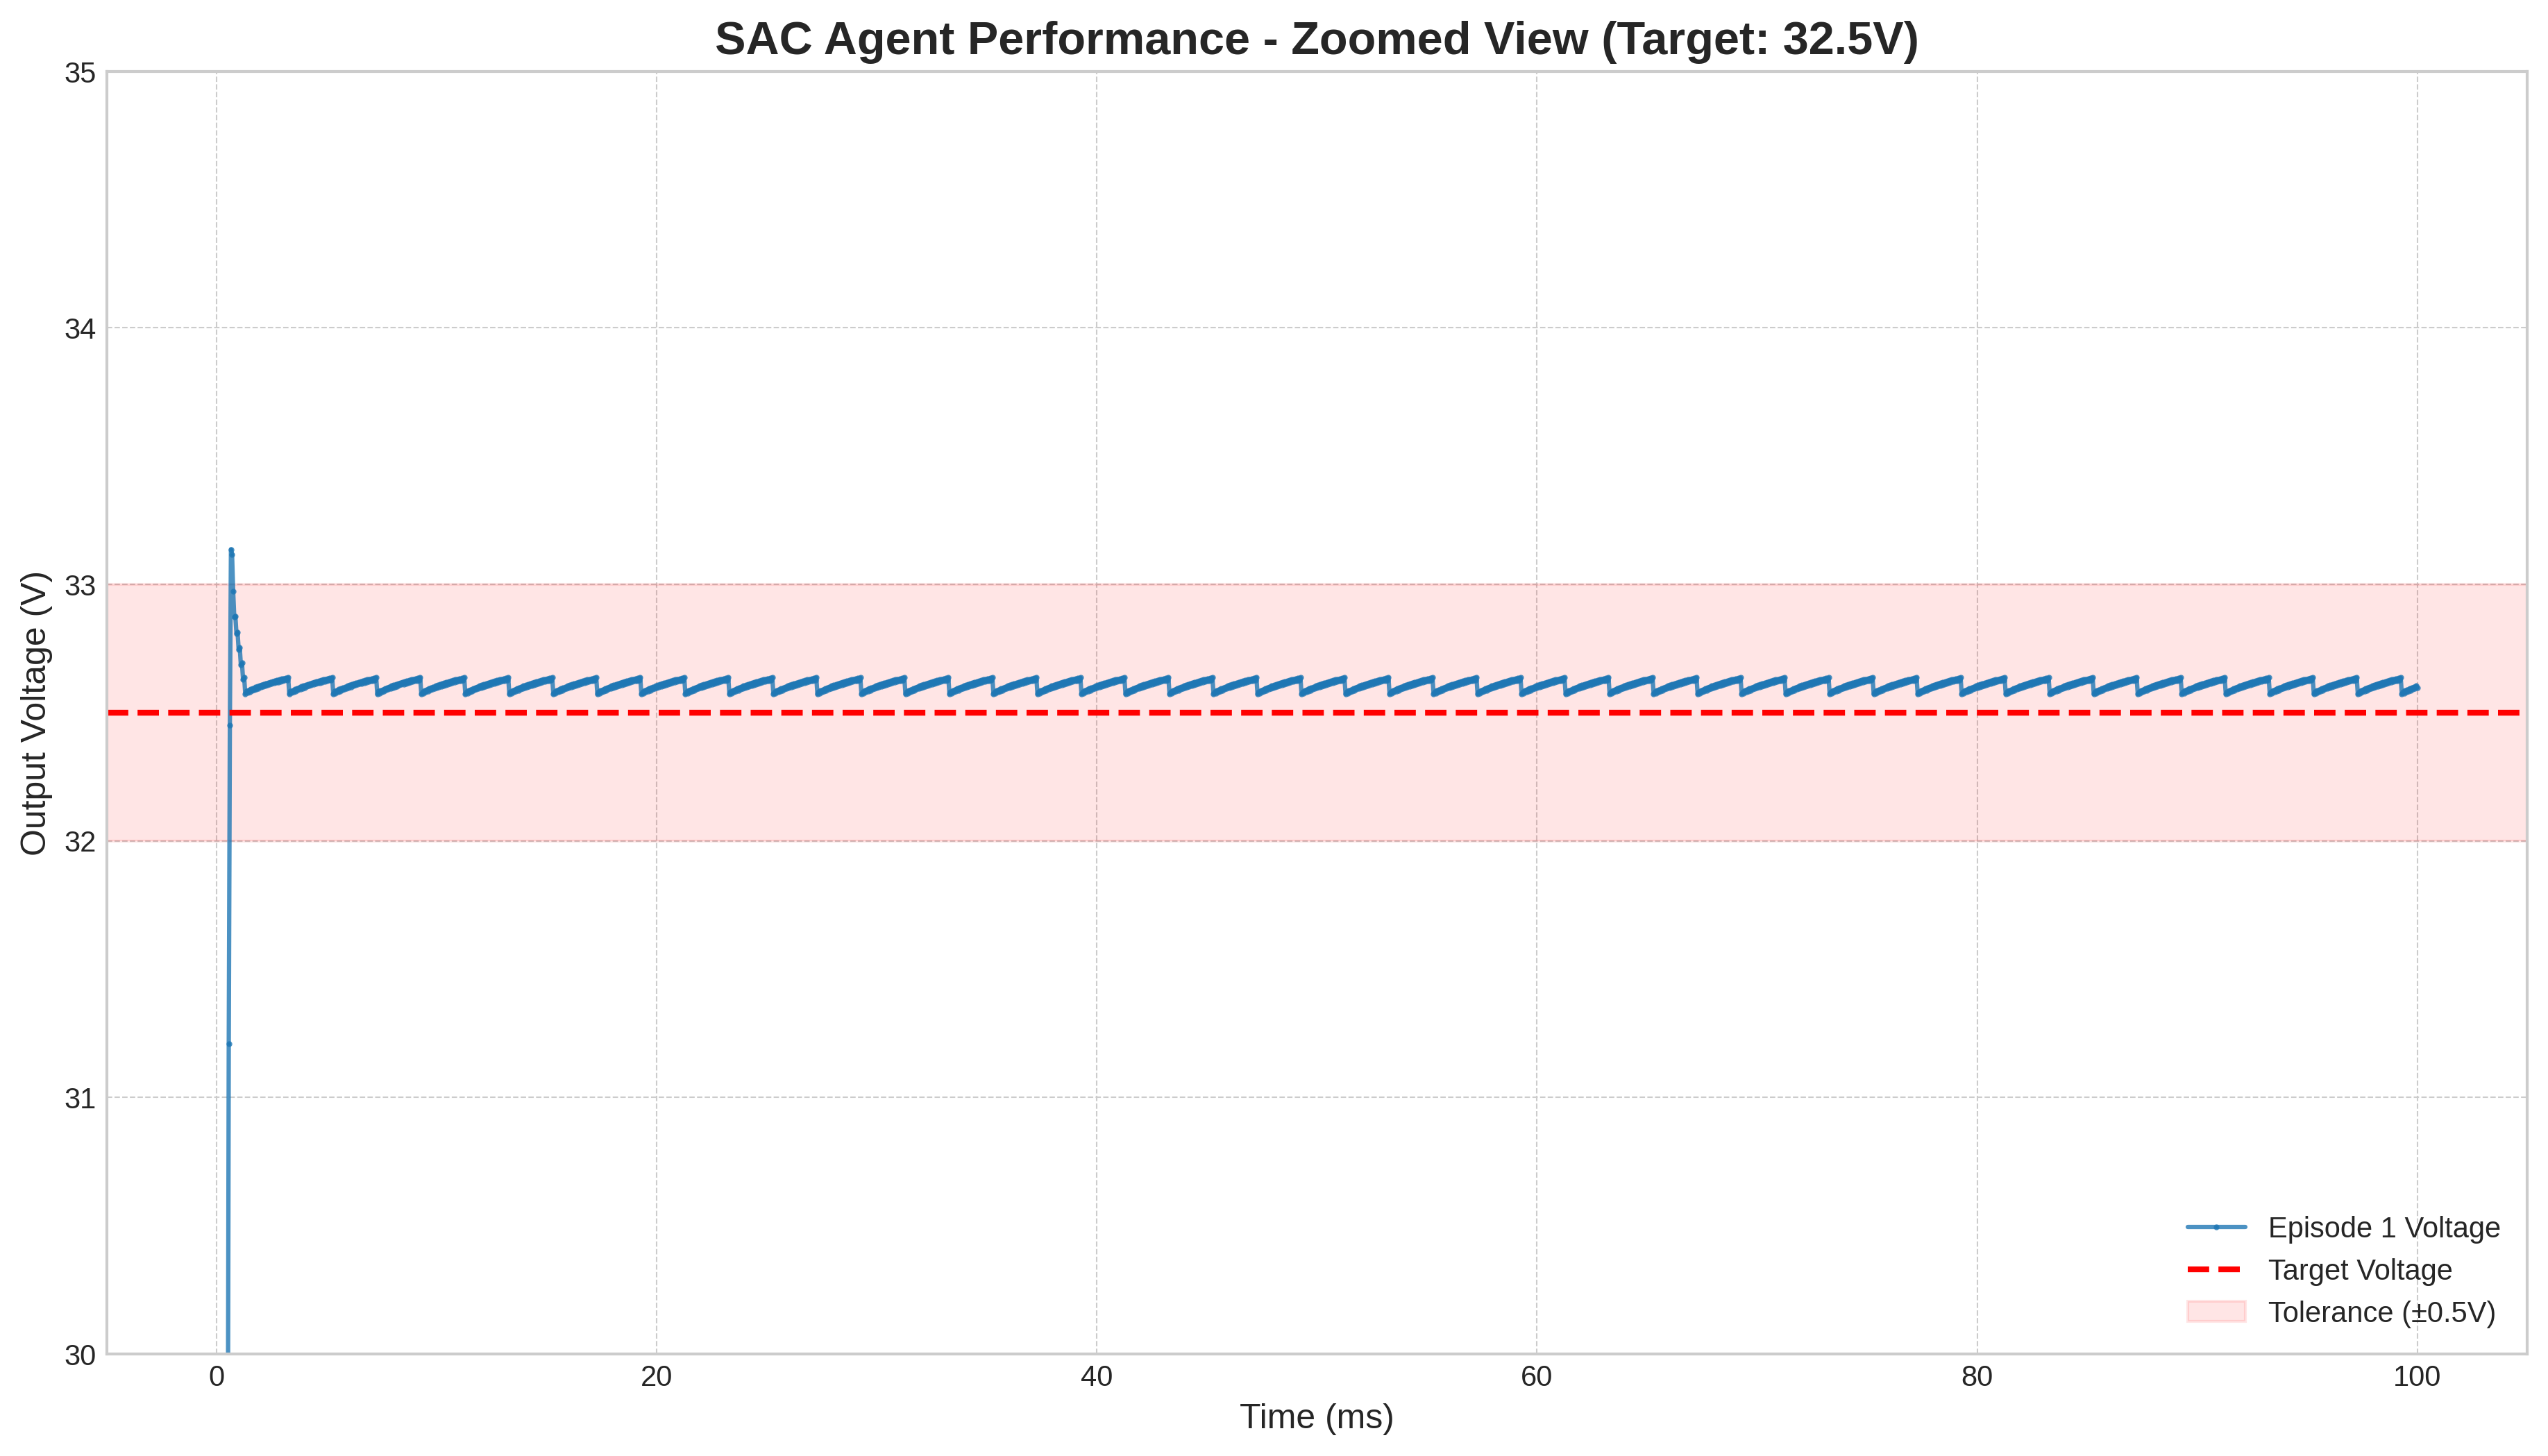 SAC Agent Performance - Zoomed View (Target: 32.5V)
Output Voltage (V)
35
34
33
32
31
30
0 20 40 60 80 100
Time (ms)
Episode 1 Voltage
Target Voltage
Tolerance (±0.5V)